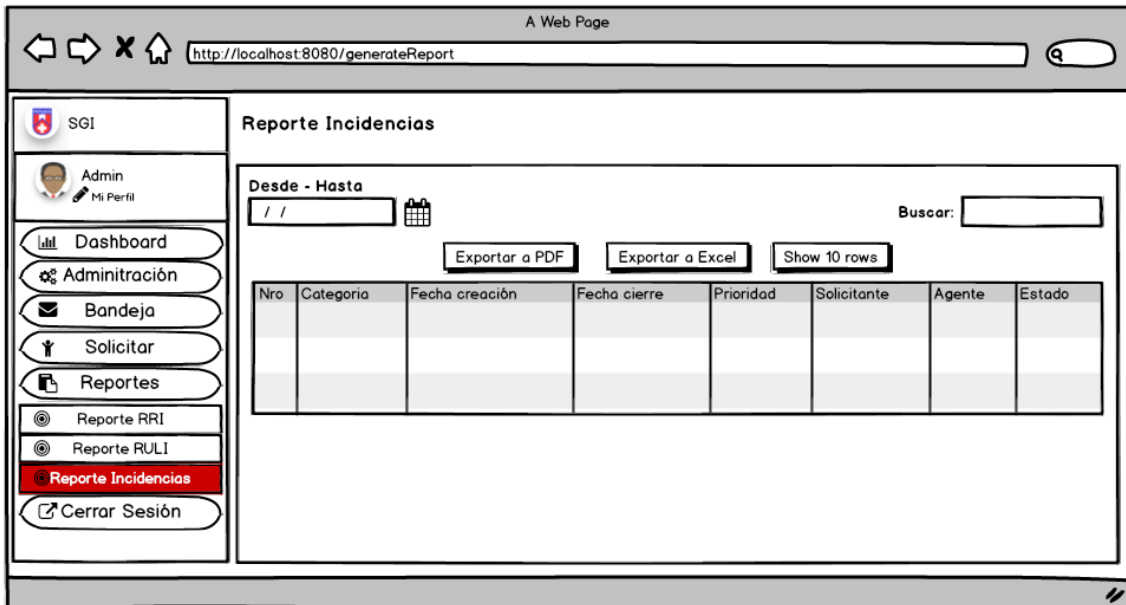 A Web Page
http://localhost:8080/generateReport
SGI
Admin
Mi Perfil
Dashboard
Adminitración
Bandeja
Solicitar
Reportes
Reporte RRI
Reporte RULI
Reporte Incidencias
Cerrar Sesión
Reporte Incidencias
Desde - Hasta
/ /
Buscar:
Exportar a PDF Exportar a Excel Show 10 rows
Nro Categoria Fecha creación Fecha cierre Prioridad Solicitante Agente Estado